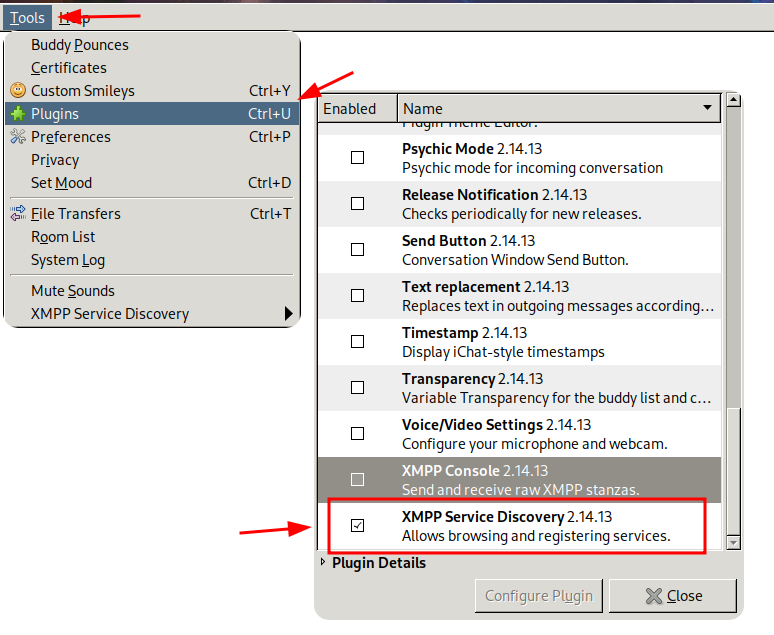 Tools Help
Buddy Pounces
Certificates
Custom Smileys Ctrl+Y
Plugins Ctrl+U
Preferences Ctrl+P
Privacy
Set Mood Ctrl+D
File Transfers Ctrl+T
Room List
System Log
Mute Sounds
XMPP Service Discovery
Enabled Name
Plugin Theme Editor.
Psychic Mode 2.14.13
Psychic mode for incoming conversation
Release Notification 2.14.13
Checks periodically for new releases.
Send Button 2.14.13
Conversation Window Send Button.
Text replacement 2.14.13
Replaces text in outgoing messages according...
Timestamp 2.14.13
Display iChat-style timestamps
Transparency 2.14.13
Variable Transparency for the buddy list and c...
Voice/Video Settings 2.14.13
Configure your microphone and webcam.
XMPP Console 2.14.13
Send and receive raw XMPP stanzas.
XMPP Service Discovery 2.14.13
Allows browsing and registering services.
Plugin Details
Configure Plugin Close